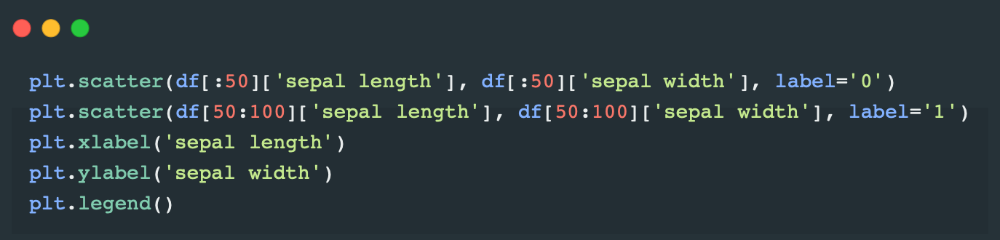 plt.scatter(df[:50]['sepal length'], df[:50]['sepal width'], label='0')
plt.scatter(df[50:100]['sepal length'], df[50:100]['sepal width'], label='1')
plt.xlabel('sepal length')
plt.ylabel('sepal width')
plt.legend()